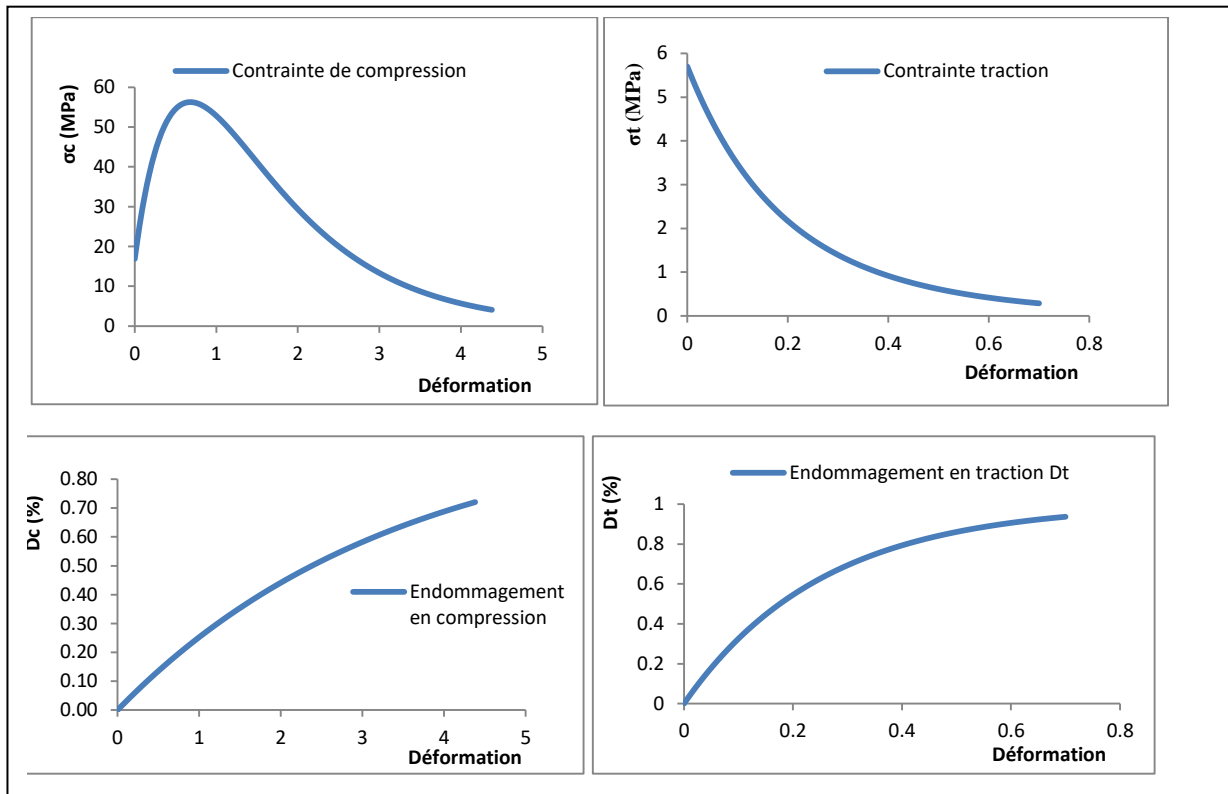 Contrainte de compression
σc (MPa)
60
50
40
30
20
10
0
0 1 2 3 4 5
Déformation
Contrainte traction
σt (MPa)
6
5
4
3
2
1
0
0 0.2 0.4 0.6 0.8
Déformation
Dc (%)
0.80
0.70
0.60
0.50
0.40
0.30
0.20
0.10
0.00
Endommagement
en compression
0 1 2 3 4 5
Déformation
Endommagement en traction Dt
Dt (%)
1
0.8
0.6
0.4
0.2
0
0 0.2 0.4 0.6 0.8
Déformation